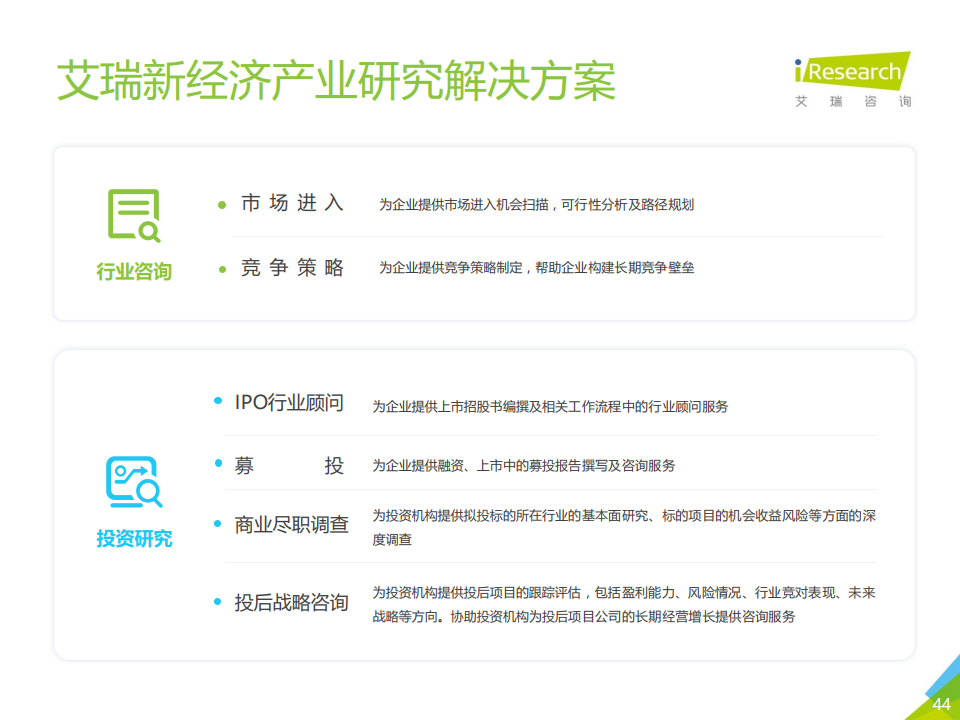 艾瑞新经济产业研究解决方案
iResearch
艾 瑞 咨 询
市 场 进 入
为企业提供市场进入机会扫描，可行性分析及路径规划
行业咨询
竞 争 策 略
为企业提供竞争策略制定，帮助企业构建长期竞争壁垒
IPO行业顾问
为企业提供上市招股书编撰及相关工作流程中的行业顾问服务
募 投
为企业提供融资、上市中的募投报告撰写及咨询服务
投资研究
商业尽职调查
为投资机构提供拟投标的所在行业的基本面研究、标的项目的机会收益风险等方面的深
度调查
投后战略咨询
为投资机构提供投后项目的跟踪评估，包括盈利能力、风险情况、行业竞对表现、未来
战略等方向。协助投资机构为投后项目公司的长期经营增长提供咨询服务
44